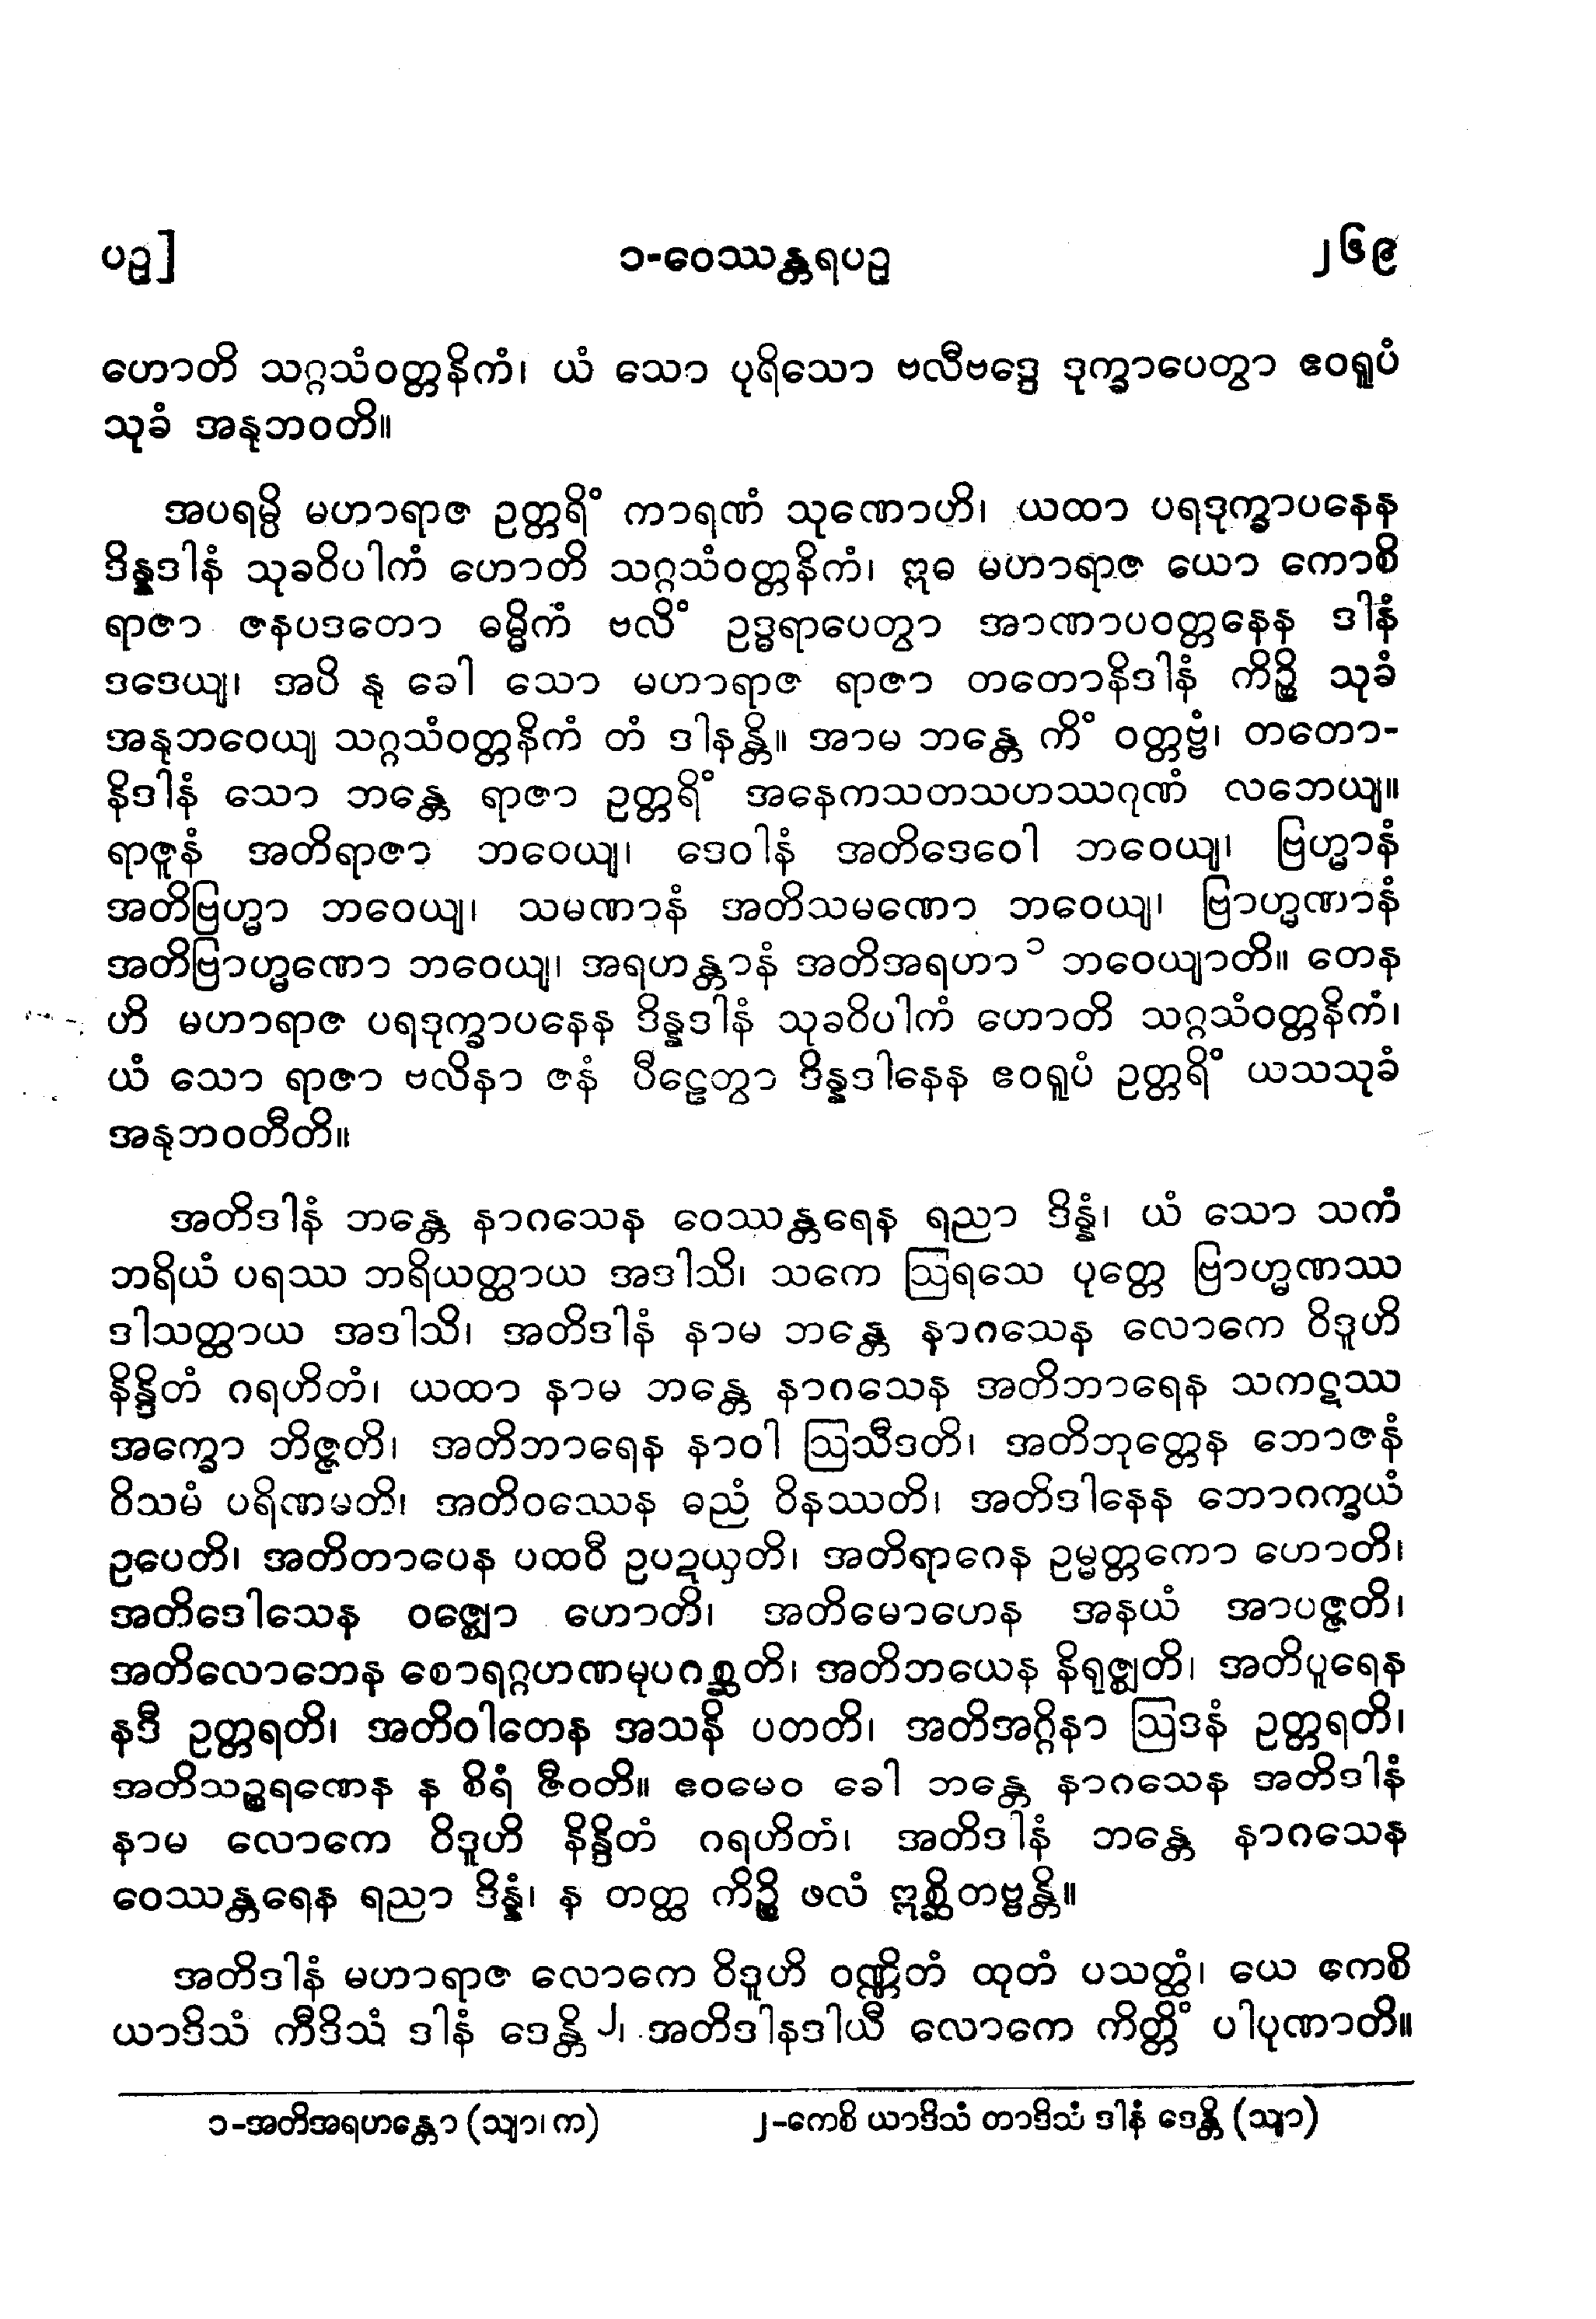 ပဉ္စ]
၁-ဝေဿန္တရပဉှ
၂၆၉
ဟောတိ သဂ္ဂသံဝတ္တနိကံ၊ ယံ သော ပုရိသော ဗလီဗဒ္ဒေ ဒုက္ခာပေတွာ ဧဝရူပံ
သုခံ အနုဘဝတိ။
အပရမ္ပိ မဟာရာဇ ဥတ္တရိံ ကာရဏံ သုဏောဟိ၊ ယထာ ပရဒုက္ခာပနေန
ဒိန္နဒါနံ သုခဝိပါကံ ဟောတိ သဂ္ဂသံဝတ္တနိကံ၊ ဣဓ မဟာရာဇ ယော ကောစိ
ရာဇာ ဇနပဒတော ဓမ္မိကံ ဗလိံ ဥဒ္ဓရာပေတွာ အာဏာပဝတ္တနေန ဒါနံ
ဒဒေယျ၊ အပိ နု ခေါ သော မဟာရာဇ ရာဇာ တတောနိဒါနံ ကိဉ္စိ သုခံ
အနုဘဝေယျ သဂ္ဂသံဝတ္တနိကံ တံ ဒါနန္တိ။ အာမ ဘန္တေ ကိံ ဝတ္တဗ္ဗံ၊ တတော-
နိဒါနံ သော ဘန္တေ ရာဇာ ဥတ္တရိံ အနေကသတသဟဿဂုဏံ လဘေယျ။
ရာဇူနံ အတိရာဇာ ဘဝေယျ၊ ဒေဝါနံ အတိဒေဝေါ ဘဝေယျ၊ ဗြဟ္မာနံ
အတိဗြဟ္မာ ဘဝေယျ၊ သမဏာနံ အတိသမဏော ဘဝေယျ၊ ဗြာဟ္မဏာနံ
အတိဗြာဟ္မဏော ဘဝေယျ၊ အရဟန္တာနံ အတိအရဟာ ၁ ဘဝေယျာတိ။ တေန
ဟိ မဟာရာဇ ပရဒုက္ခာပနေန ဒိန္နဒါနံ သုခဝိပါကံ ဟောတိ သဂ္ဂသံဝတ္တနိကံ၊
ယံ သော ရာဇာ ဗလိနာ ဇနံ ပီဠေတွာ ဒိန္နဒါနေန ဧဝရူပံ ဥတ္တရိံ ယသသုခံ
အနုဘဝတီတိ။
အတိဒါနံ ဘန္တေ နာဂသေန ဝေဿန္တရေန ရညာ ဒိန္နံ၊ ယံ သော သကံ
ဘရိယံ ပရဿ ဘရိယတ္ထာယ အဒါသိ၊ သကေ ဩရသေ ပုတ္တေ ဗြာဟ္မဏဿ
ဒါသတ္ထာယ အဒါသိ၊ အတိဒါနံ နာမ ဘန္တေ နာဂသေန လောကေ ဝိဒူဟိ
နိန္ဒိတံ ဂရဟိတံ၊ ယထာ နာမ ဘန္တေ နာဂသေန အတိဘာရေန သကဋဿ
အက္ခော ဘိဇ္ဇတိ၊ အတိဘာရေန နာဝါ ဩသီဒတိ၊ အတိဘုတ္တေန ဘောဇနံ
ဝိသမံ ပရိဏမတိ၊ အတိဝဿေန ဓညံ ဝိနဿတိ၊ အတိဒါနေန ဘောဂက္ခယံ
ဥပေတိ၊ အတိတာပေန ပထဝီ ဥပဍယှတိ၊ အတိရာဂေန ဥမ္မတ္တကော ဟောတိ၊
အတိဒေါသေန ဝဇ္ဈော ဟောတိ၊ အတိမောဟေန အနယံ အာပဇ္ဇတိ၊
အတိလောဘေန စောရဂ္ဂဟဏမုပဂစ္ဆတိ၊ အတိဘယေန နိရုဇ္ဈတိ၊ အတိပူရေန
နဒီ ဥတ္တရတိ၊ အတိဝါတေန အသနိ ပတတိ၊ အတိအဂ္ဂိနာ ဩဒနံ ဥတ္တရတိ၊
အတိသဉ္စရဏေန န စိရံ ဇီဝတိ။ ဧဝမေဝ ခေါ ဘန္တေ နာဂသေန အတိဒါနံ
နာမ လောကေ ဝိဒူဟိ နိန္ဒိတံ ဂရဟိတံ၊ အတိဒါနံ ဘန္တေ နာဂသေန
ဝေဿန္တရေန ရညာ ဒိန္နံ၊ န တတ္ထ ကိဉ္စိ ဖလံ ဣစ္ဆိတဗ္ဗန္တိ။
အတိဒါနံ မဟာရာဇ လောကေ ဝိဒူဟိ ဝဏ္ဏိတံ ထုတံ ပသတ္ထံ၊ ယေ ကေစိ
ယာဒိသံ ကီဒိသံ ဒါနံ ဒေန္တိ ၂၊ အတိဒါနဒါယီ လောကေ ကိတ္တိံ ပါပုဏာတိ။
၁-အတိအရဟန္တော (သျာ၊ က)
၂-ကေစိ ယာဒိသံ တာဒိသံ ဒါနံ ဒေန္တိ (သျာ)